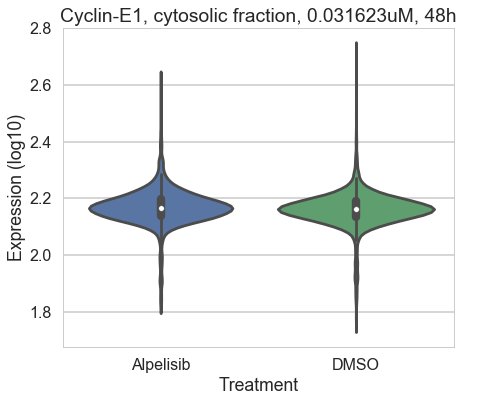 Cyclin-E1, cytosolic fraction, 0.031623uM, 48h
2.8
2.6
2.4
2.2
2.0
1.8
Expression (log10)
Alpelisib DMSO
Treatment